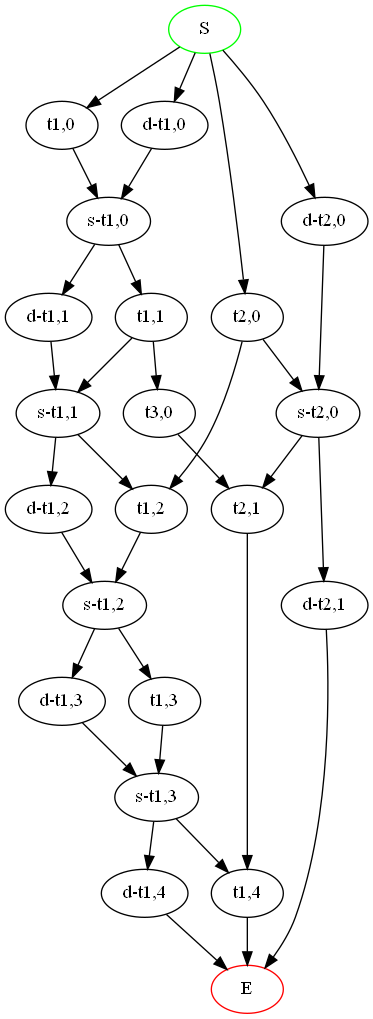 S
t1,0
d-t1,0
s-t1,0
d-t2,0
d-t1,1
t1,1
t2,0
s-t1,1
t3,0
s-t2,0
d-t1,2
t1,2
t2,1
s-t1,2
d-t2,1
d-t1,3
t1,3
s-t1,3
d-t1,4
t1,4
E